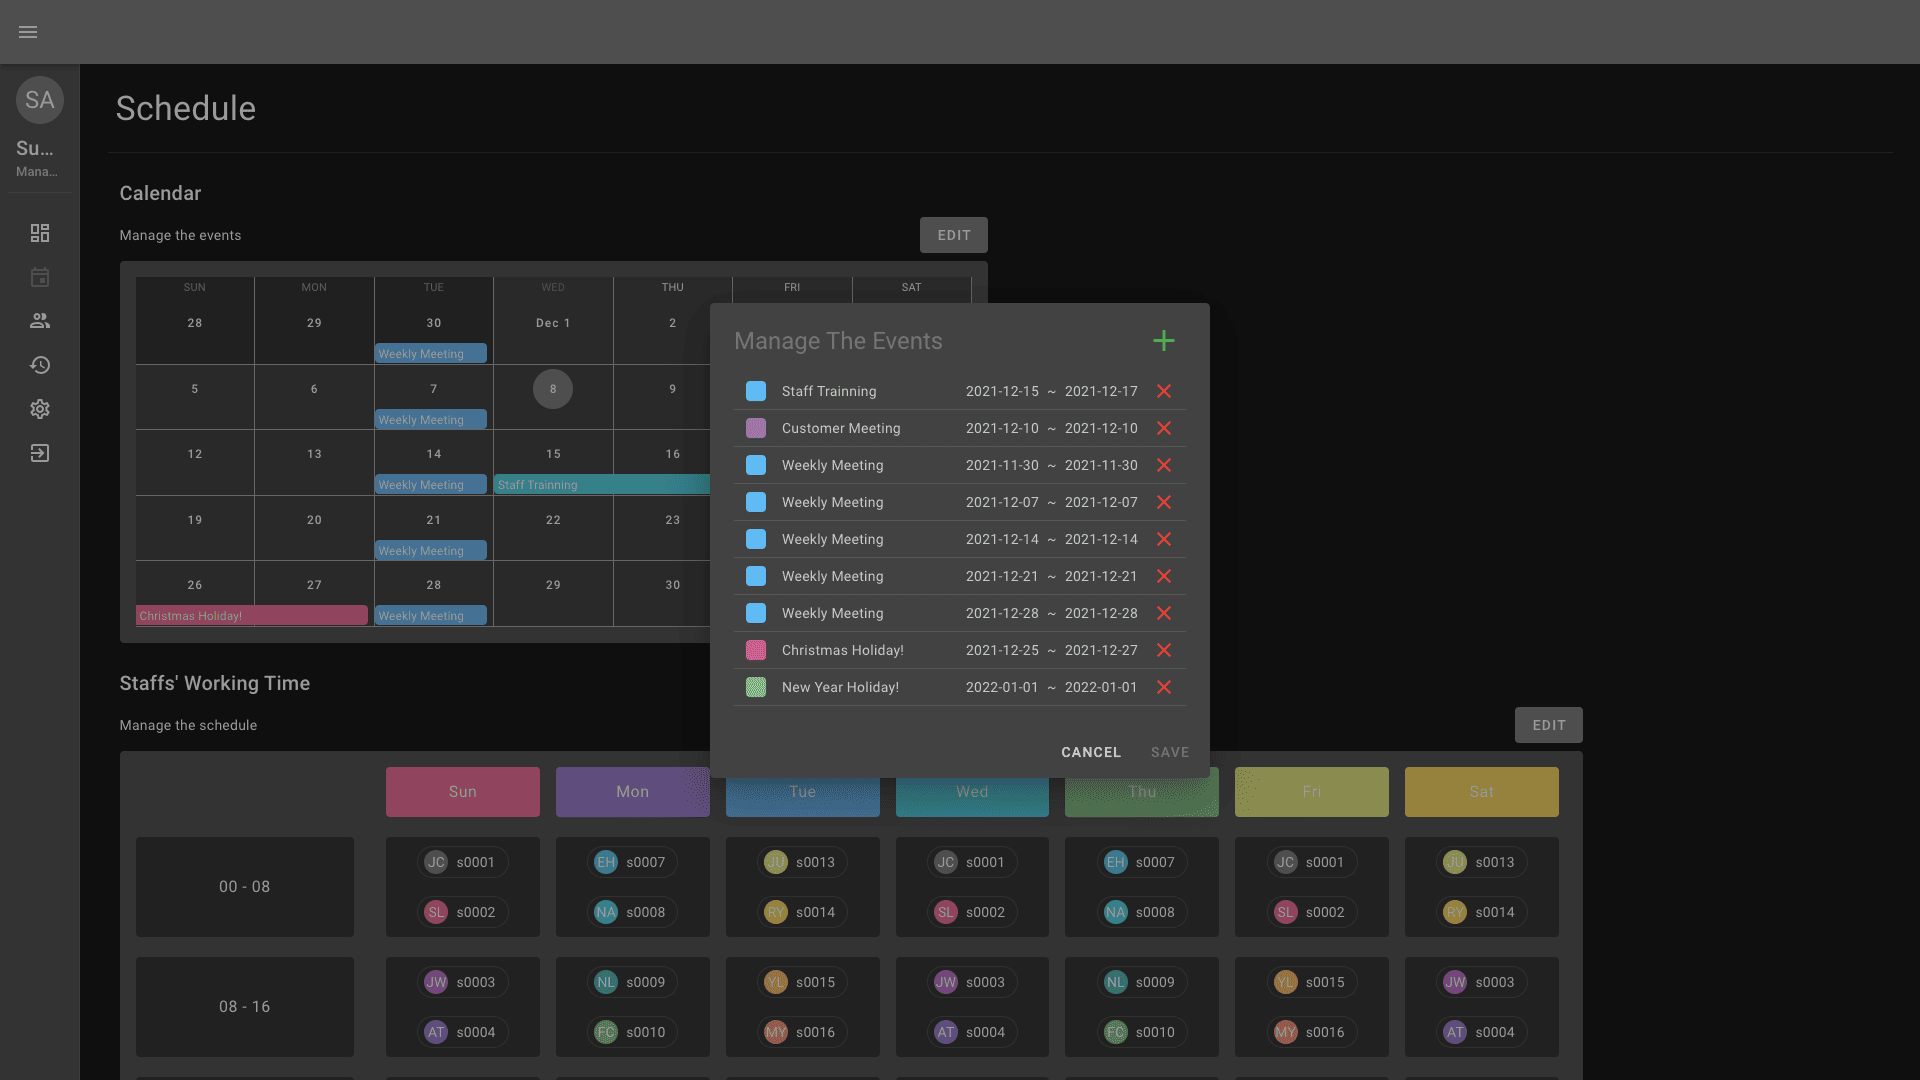 SA
Su...
Mana...
Schedule
Calendar
Manage the events
EDIT
SUN MON TUE WED THU FRI SAT
28 29 30 Dec 1 2
Weekly Meeting
5 6 7 8 9
Weekly Meeting
12 13 14 15 16
Weekly Meeting Staff Trainning
19 20 21 22 23
Weekly Meeting
26 27 28 29 30
Christmas Holiday! Weekly Meeting
Manage The Events
Staff Trainning 2021-12-15 ~ 2021-12-17
Customer Meeting 2021-12-10 ~ 2021-12-10
Weekly Meeting 2021-11-30 ~ 2021-11-30
Weekly Meeting 2021-12-07 ~ 2021-12-07
Weekly Meeting 2021-12-14 ~ 2021-12-14
Weekly Meeting 2021-12-21 ~ 2021-12-21
Weekly Meeting 2021-12-28 ~ 2021-12-28
Christmas Holiday! 2021-12-25 ~ 2021-12-27
New Year Holiday! 2022-01-01 ~ 2022-01-01
CANCEL SAVE
Staffs' Working Time
Manage the schedule
EDIT
Sun Mon Tue Wed Thu Fri Sat
00 - 08
JC s0001 EH s0007 JU s0013 JC s0001 EH s0007 JC s0001 JU s0013
SL s0002 NA s0008 RY s0014 SL s0002 NA s0008 SL s0002 RY s0014
08 - 16
JW s0003 NL s0009 YL s0015 JW s0003 NL s0009 YL s0015 JW s0003
AT s0004 FC s0010 MY s0016 AT s0004 FC s0010 MY s0016 AT s0004